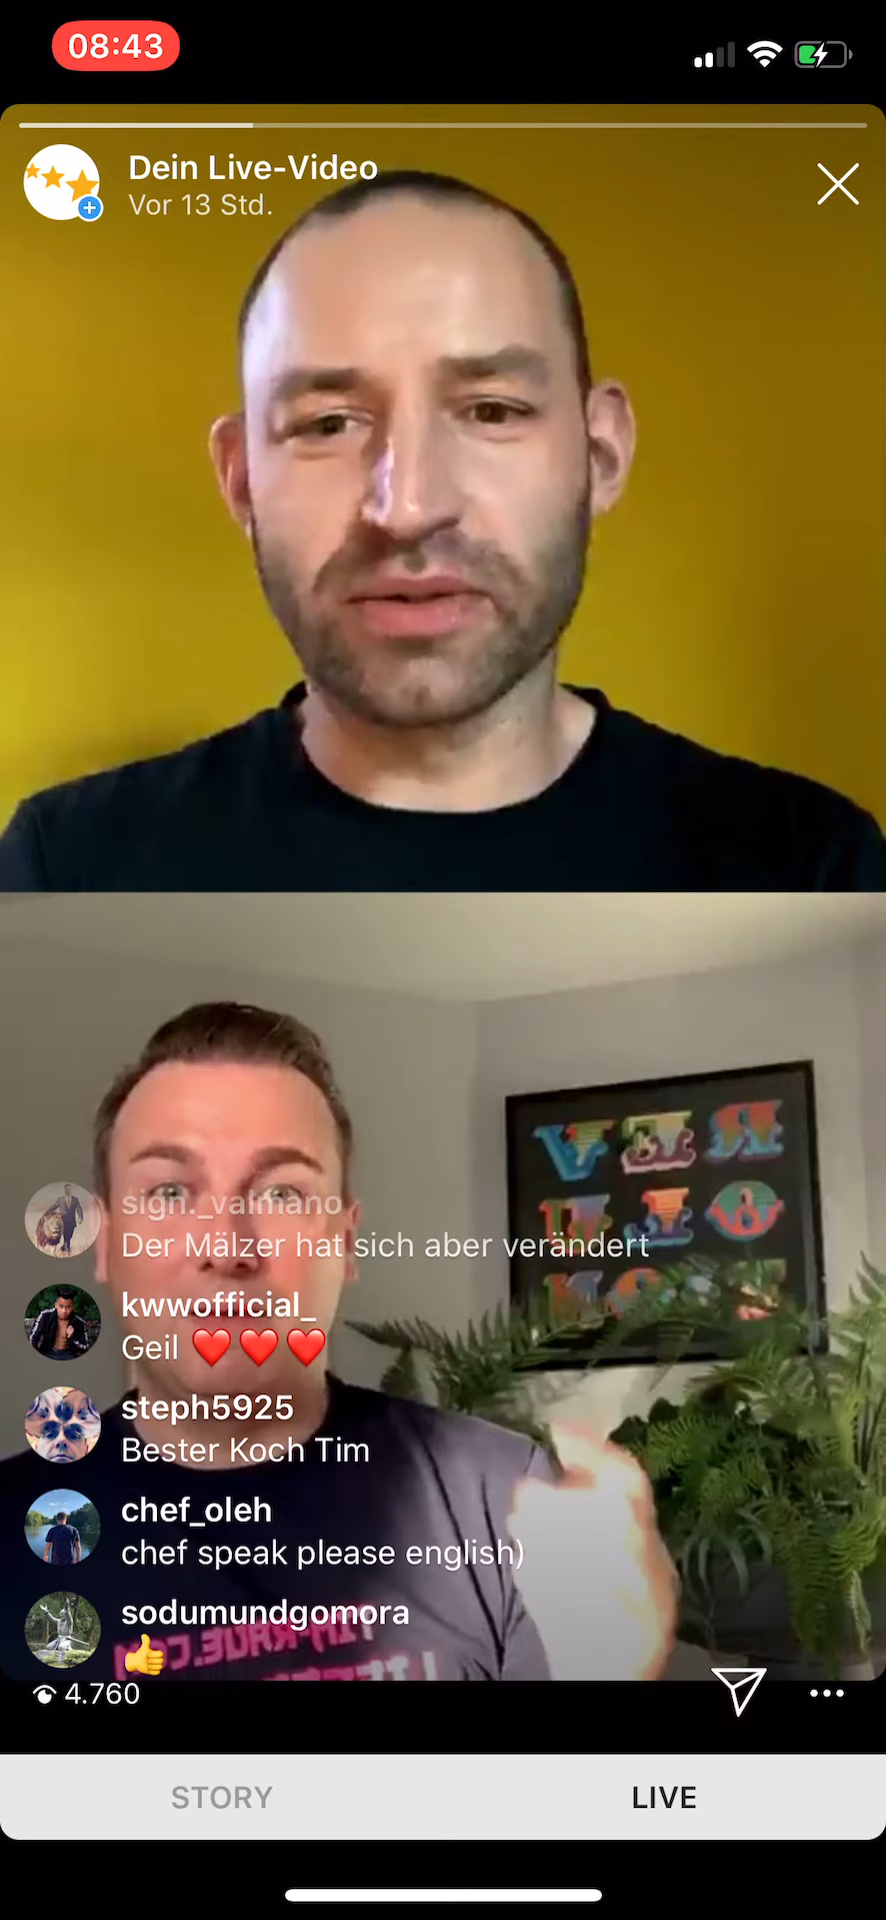 08:43
Dein Live-Video
Vor 13 Std.
sign._valmano
Der Mälzer hat sich aber verändert
kwwofficial_
Geil ❤️❤️❤️
steph5925
Bester Koch Tim
chef_oleh
chef speak please english)
sodumundgomora
👍
4.760
STORY
LIVE